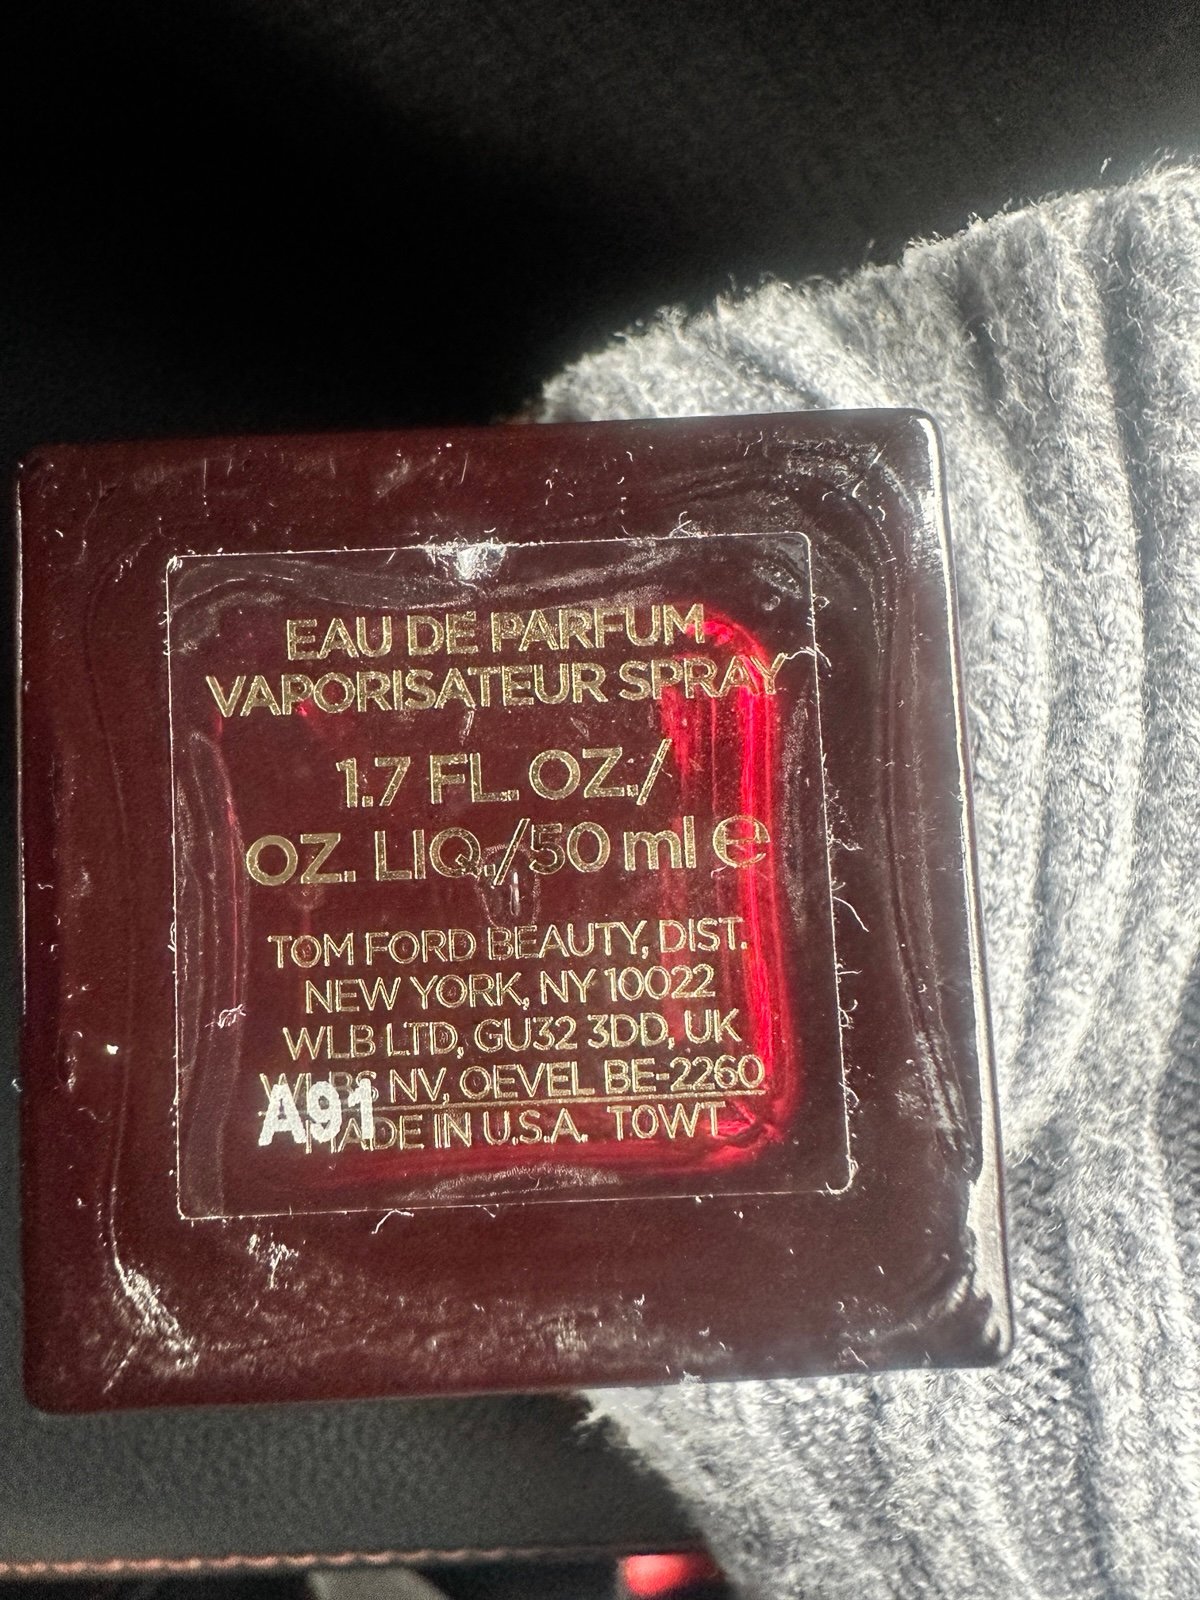 EAU DE PARFUM
VAPORISATEUR SPRAY
1.7 FL. OZ./
OZ. LIQ./50 ml ℮
TOM FORD BEAUTY, DIST.
NEW YORK, NY 10022
WLB LTD, GU32 3DD, UK
WLBS NV, OEVEL BE-2260
A91
MADE IN U.S.A. TOWT